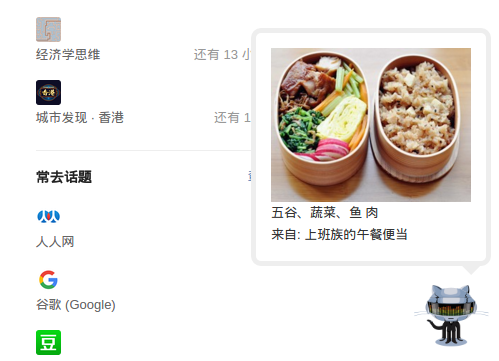 经济学思维
还有 13 小
香港
城市发现 · 香港
还有 1
常去话题
人人网
谷歌 (Google)
豆
五谷、蔬菜、鱼 肉
来自: 上班族的午餐便当